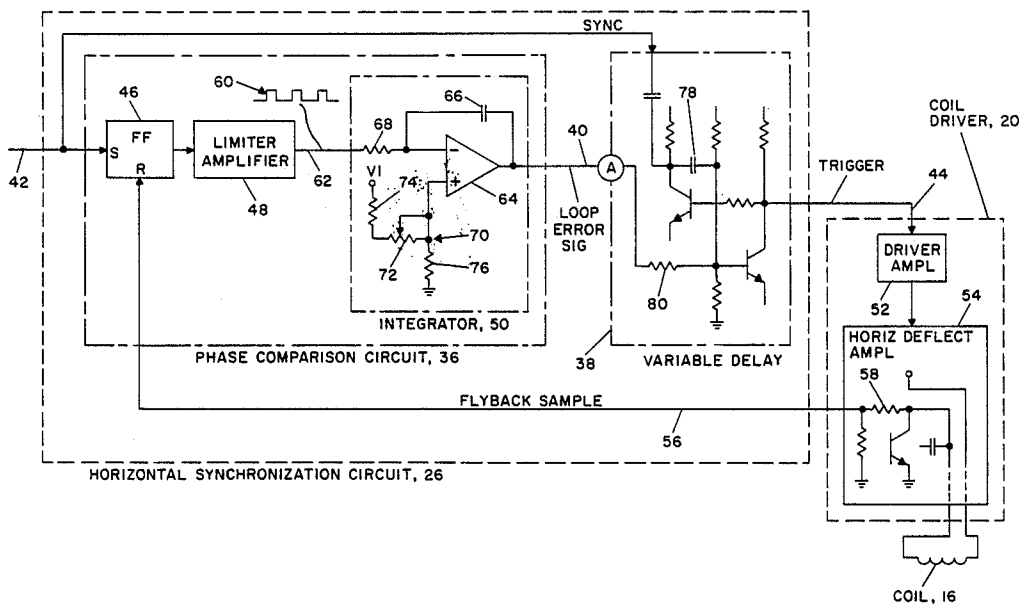 SYNC
60
46
FF
S
R
42
LIMITER
AMPLIFIER
48
62
66
68
V1
74
64
70
72
76
INTEGRATOR, 50
PHASE COMPARISON CIRCUIT, 36
40
A
LOOP
ERROR
SIG
78
80
38
VARIABLE DELAY
COIL
DRIVER, 20
TRIGGER
44
DRIVER
AMPL
52
54
HORIZ DEFLECT
AMPL
58
FLYBACK SAMPLE
56
HORIZONTAL SYNCHRONIZATION CIRCUIT, 26
COIL, 16